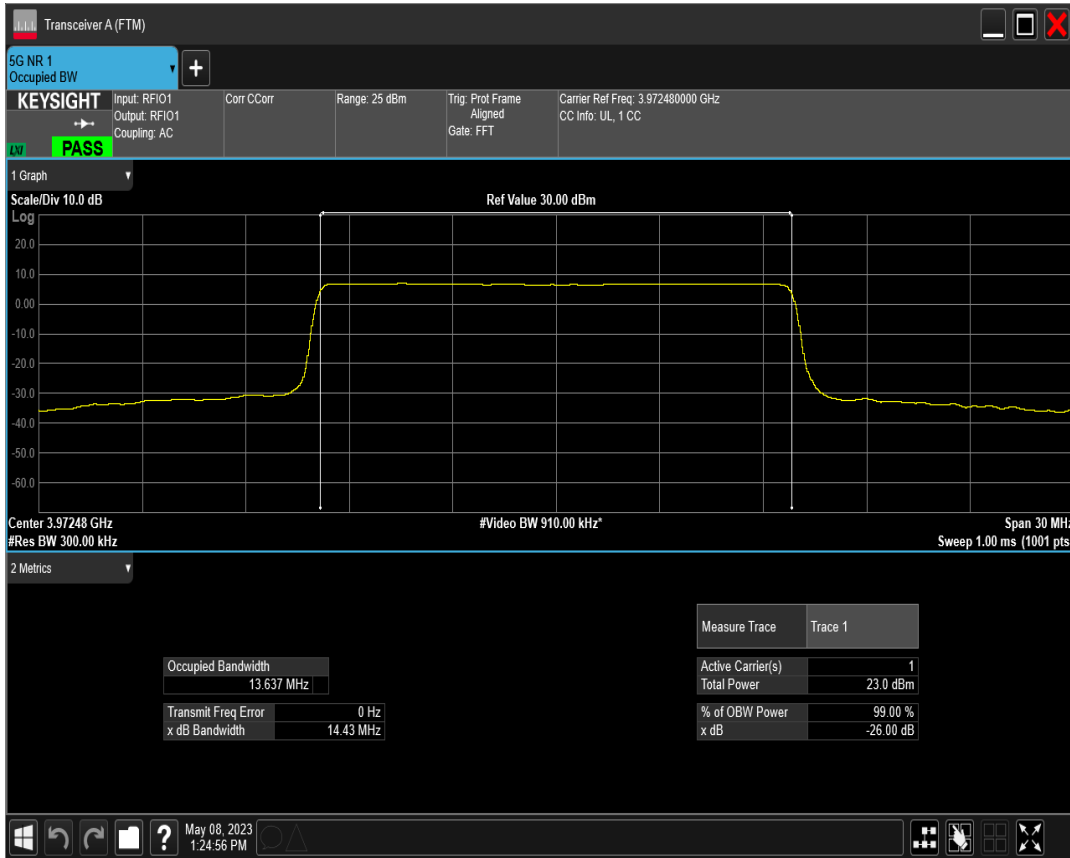 Transceiver A (FTM)
5G NR 1
Occupied BW
+
KEYSIGHT
Input: RFIO1
Output: RFIO1
Coupling: AC
Corr CCorr
Range: 25 dBm
Trig: Prot Frame
Aligned
Gate: FFT
Carrier Ref Freq: 3.972480000 GHz
CC Info: UL, 1 CC
LXI
PASS
1 Graph
Scale/Div 10.0 dB
Ref Value 30.00 dBm
Log
20.0
10.0
0.00
-10.0
-20.0
-30.0
-40.0
-50.0
-60.0
Center 3.97248 GHz
#Video BW 910.00 kHz*
Span 30 MHz
#Res BW 300.00 kHz
Sweep 1.00 ms (1001 pts
2 Metrics
Measure Trace Trace 1
Occupied Bandwidth
13.637 MHz
Active Carrier(s) 1
Total Power 23.0 dBm
Transmit Freq Error 0 Hz
x dB Bandwidth 14.43 MHz
% of OBW Power 99.00 %
x dB -26.00 dB
?
May 08, 2023
1:24:56 PM